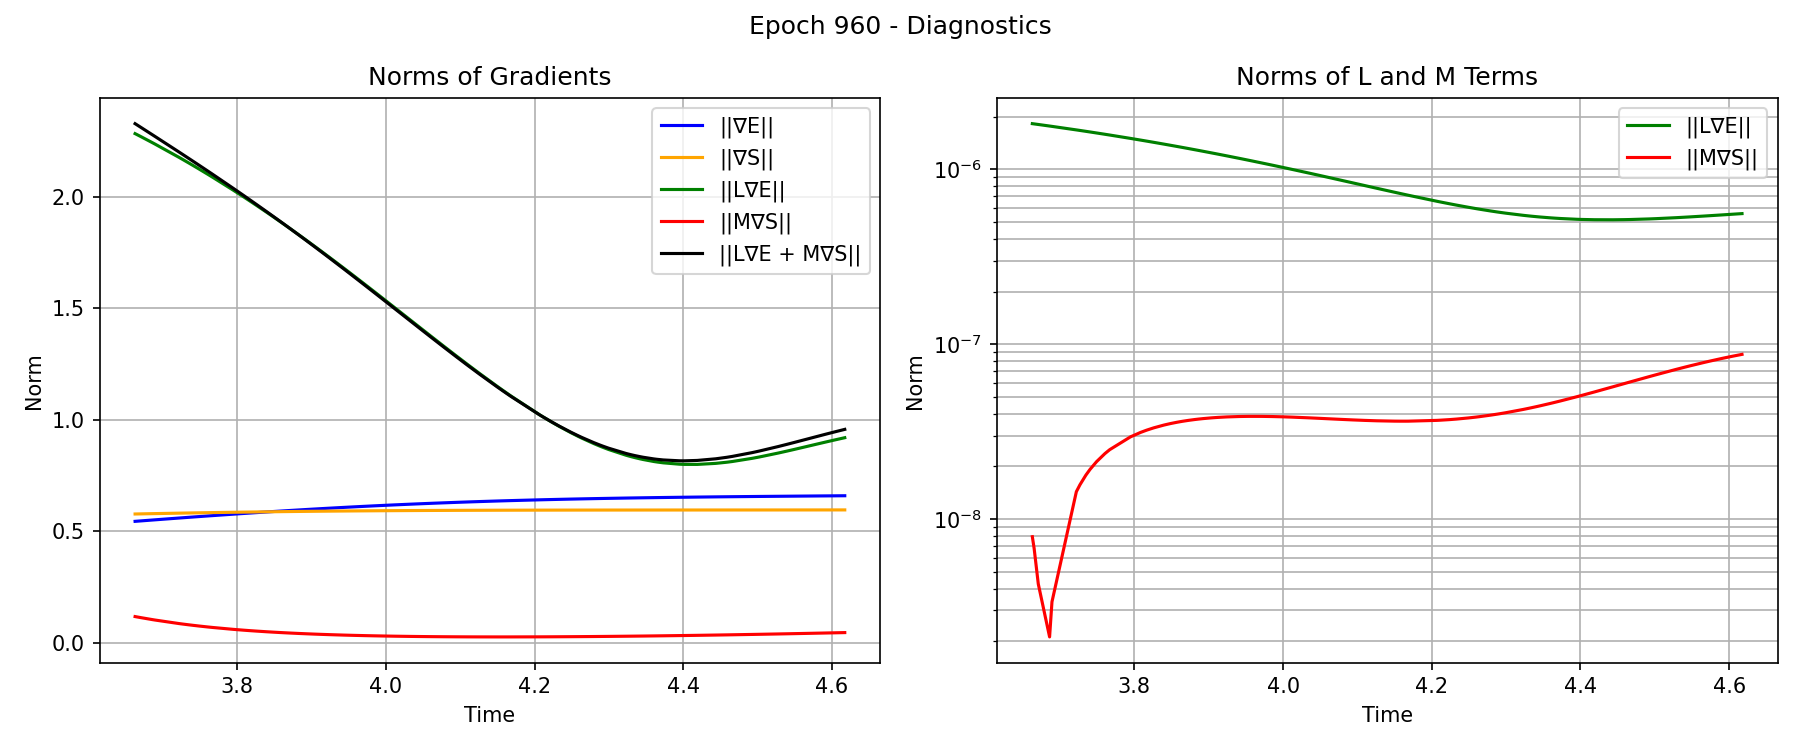 Epoch 960 - Diagnostics
Norms of Gradients
||∇E||
||∇S||
||L∇E||
||M∇S||
||L∇E + M∇S||
2.0
1.5
1.0
0.5
0.0
Norm
3.8
4.0
4.2
4.4
4.6
Time
Norms of L and M Terms
||L∇E||
||M∇S||
10⁻⁶
10⁻⁷
10⁻⁸
Norm
3.8
4.0
4.2
4.4
4.6
Time